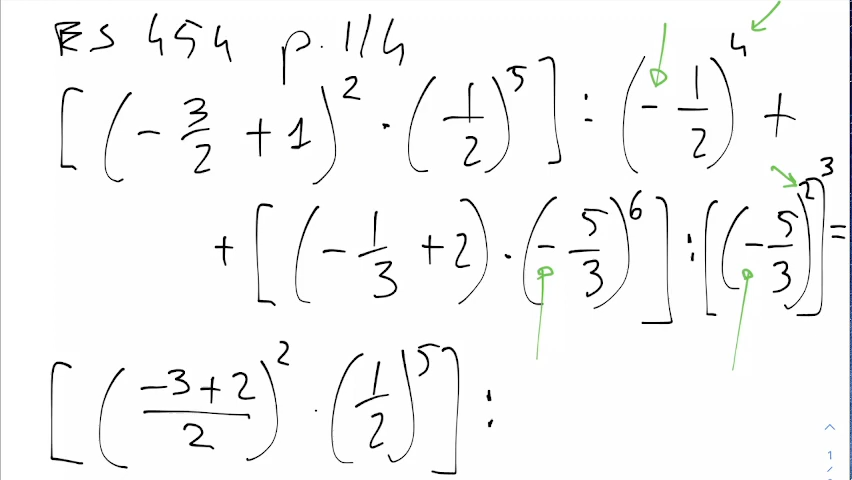 ES 454 p. 114
[(-3/2 + 1)^2 · (1/2)^5] : (-1/2)^4 +
+ [(-1/3 + 2) · (-5/3)^6] : [(-5/3)^2]^3 =
[((-3+2)/2)^2 · (1/2)^5] :
1